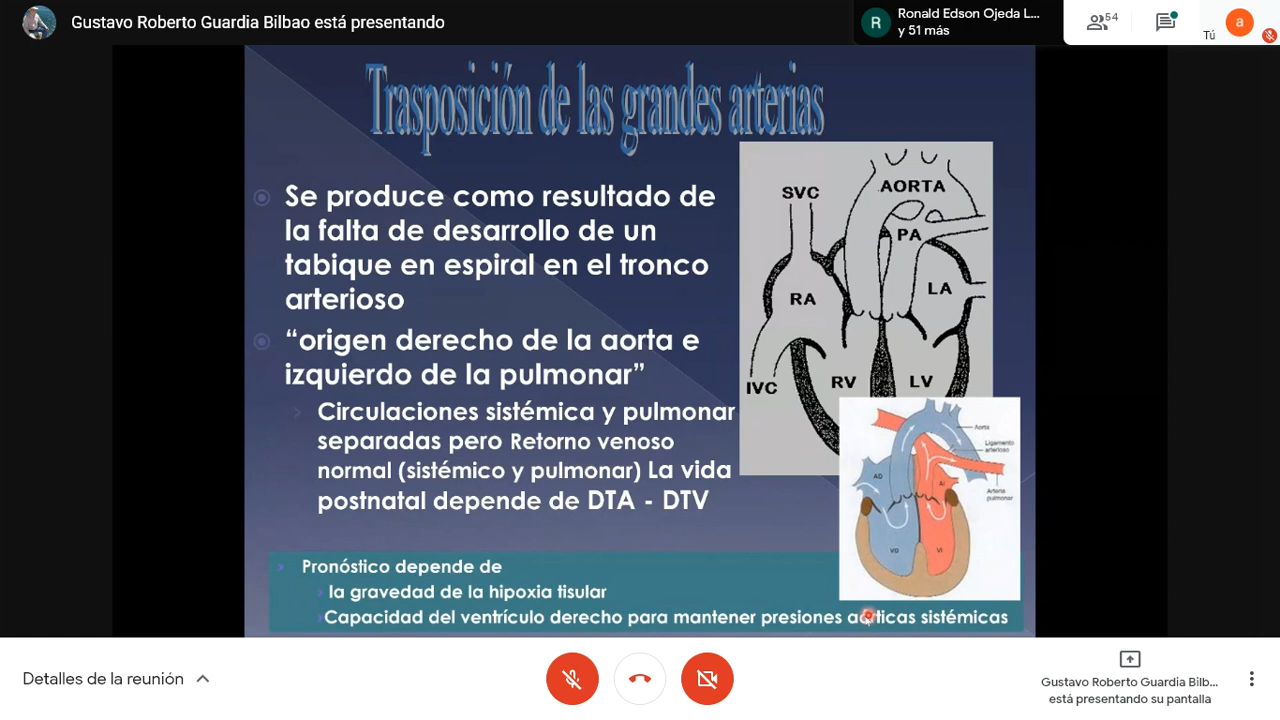 Gustavo Roberto Guardia Bilbao está presentando
R
Ronald Edson Ojeda L...
y 51 más
54
Tú
a
Trasposición de las grandes arterias
Se produce como resultado de
la falta de desarrollo de un
tabique en espiral en el tronco
arterioso
“origen derecho de la aorta e
izquierdo de la pulmonar”
Circulaciones sistémica y pulmonar
separadas pero Retorno venoso
normal (sistémico y pulmonar) La vida
postnatal depende de DTA - DTV
SVC
AORTA
PA
RA
LA
IVC
RV
LV
Aorta
Ligamento
arterioso
AD
AI
Arteria
pulmonar
VD
VI
Pronóstico depende de
la gravedad de la hipoxia tisular
Capacidad del ventrículo derecho para mantener presiones aórticas sistémicas
Detalles de la reunión
Gustavo Roberto Guardia Bilb...
está presentando su pantalla